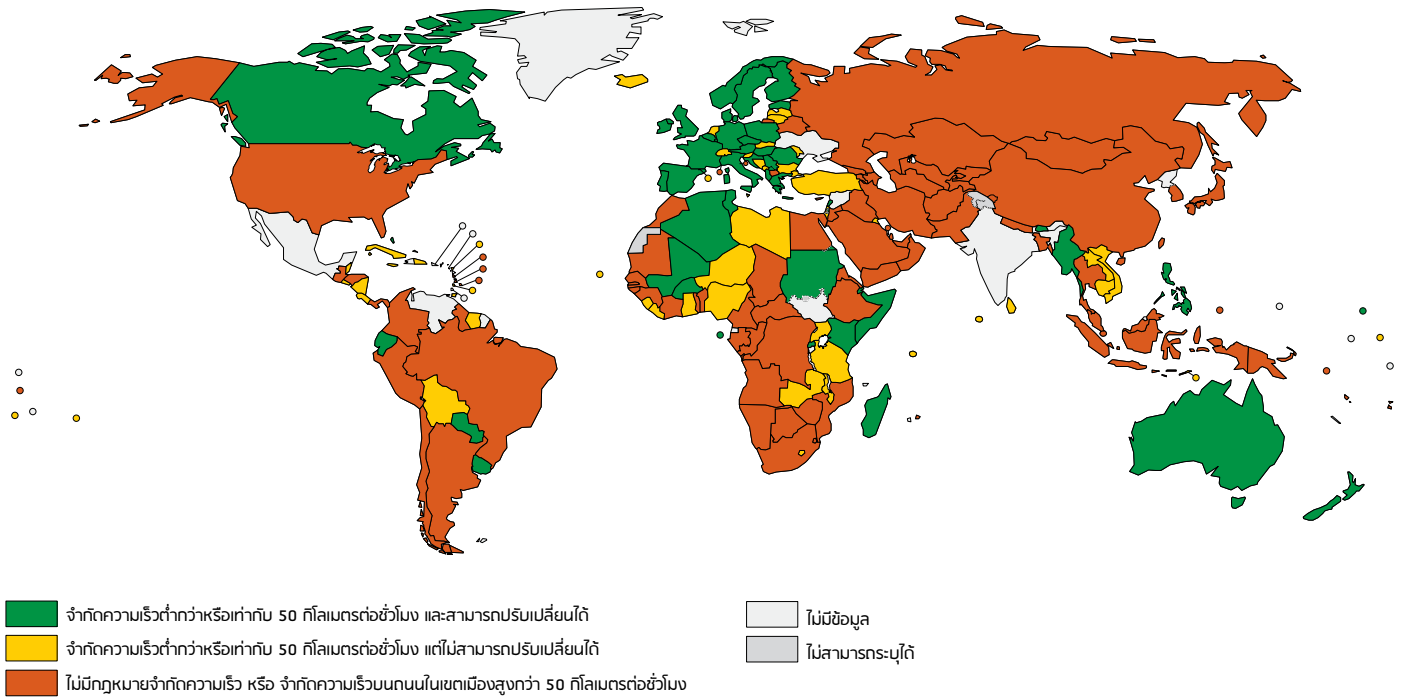 จำกัดความเร็วต่ำกว่าหรือเท่ากับ 50 กิโลเมตรต่อชั่วโมง และสามารถปรับเปลี่ยนได้
จำกัดความเร็วต่ำกว่าหรือเท่ากับ 50 กิโลเมตรต่อชั่วโมง แต่ไม่สามารถปรับเปลี่ยนได้
ไม่มีกฎหมายจำกัดความเร็ว หรือ จำกัดความเร็วบนถนนในเขตเมืองสูงกว่า 50 กิโลเมตรต่อชั่วโมง
ไม่มีข้อมูล
ไม่สามารถระบุได้